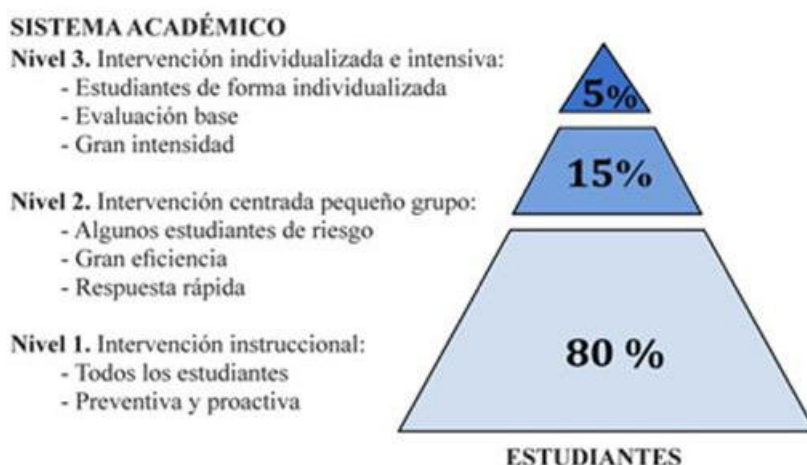 SISTEMA ACADÉMICO
Nivel 3. Intervención individualizada e intensiva:
- Estudiantes de forma individualizada
- Evaluación base
- Gran intensidad
5%
Nivel 2. Intervención centrada pequeño grupo:
- Algunos estudiantes de riesgo
- Gran eficiencia
- Respuesta rápida
15%
Nivel 1. Intervención instruccional:
- Todos los estudiantes
- Preventiva y proactiva
80 %
ESTUDIANTES